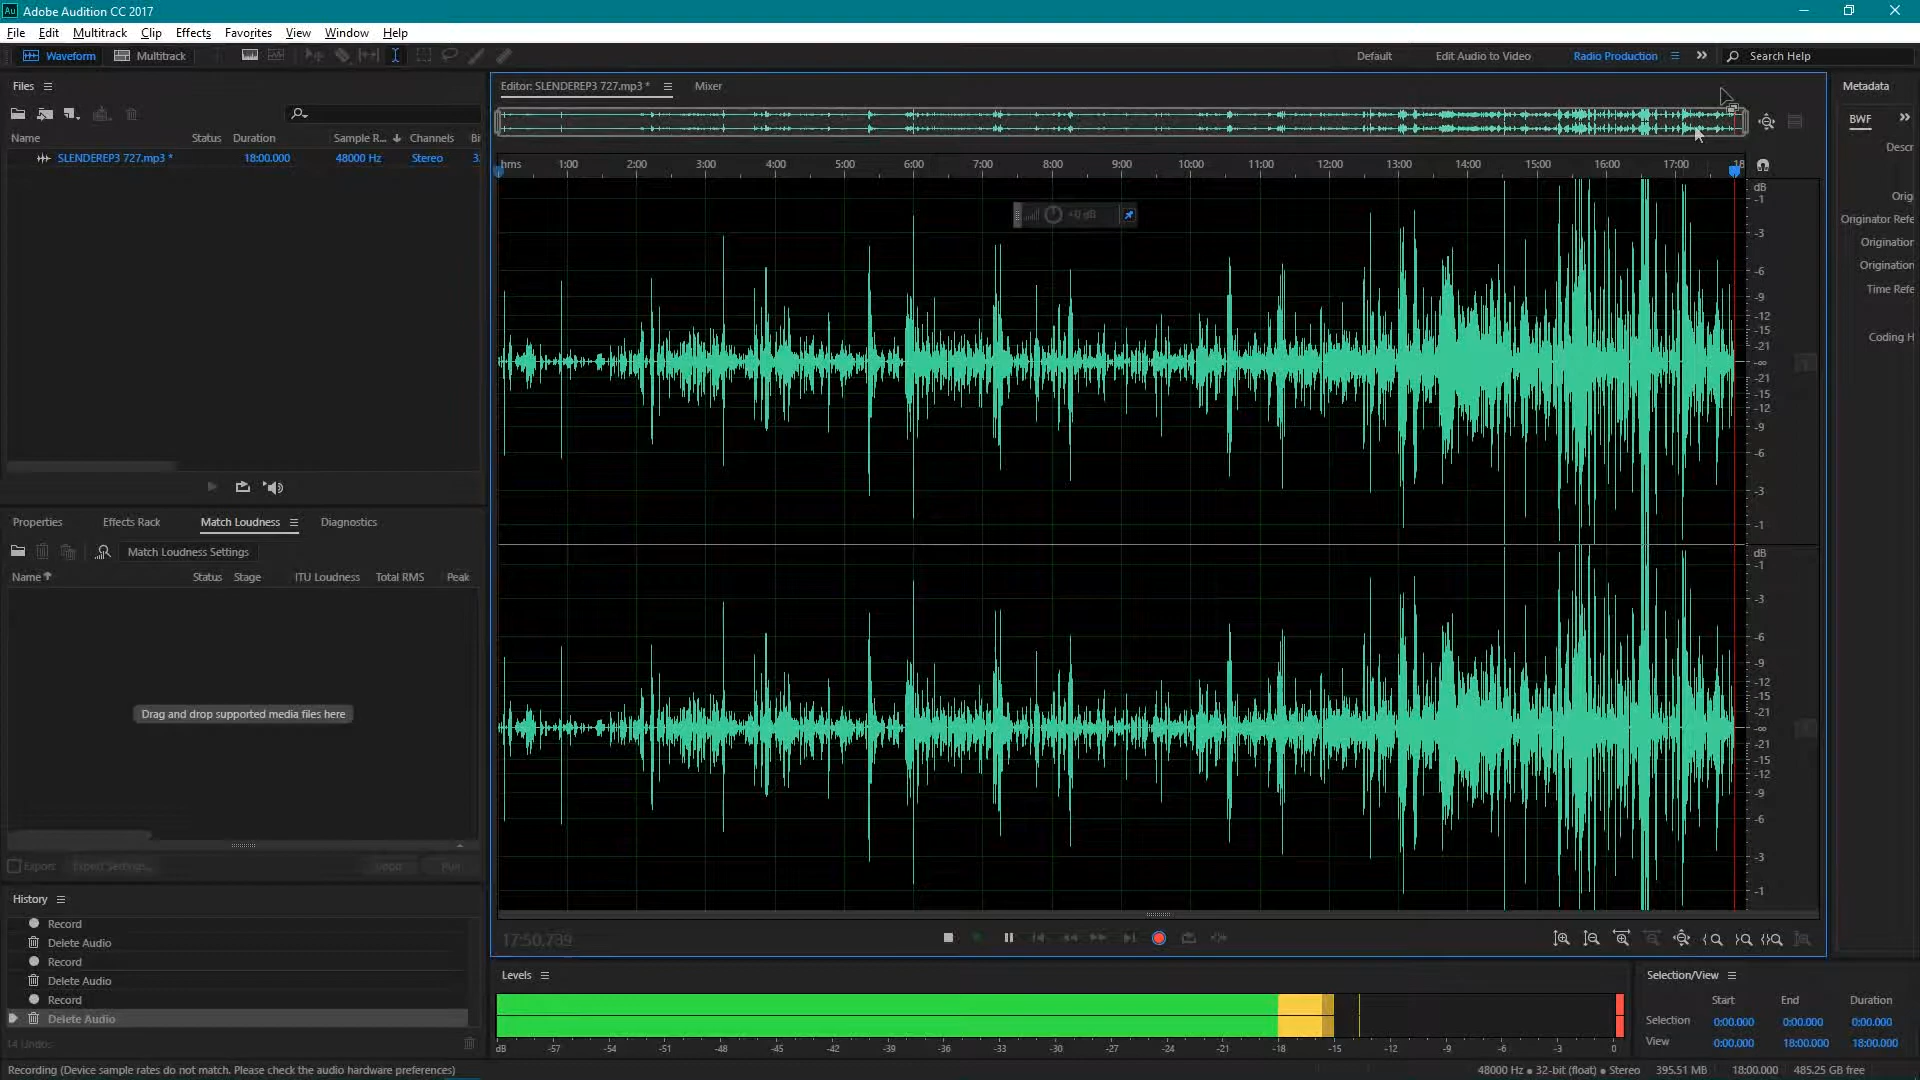 Au Adobe Audition CC 2017
File Edit Multitrack Clip Effects Favorites View Window Help
Waveform Multitrack Default Edit Audio to Video Radio Production Search Help
Files
Name Status Duration Sample R... Channels Bi
SLENDEREP3 727.mp3 * 18:00.000 48000 Hz Stereo 3
Editor: SLENDEREP3 727.mp3 * Mixer
hms 1:00 2:00 3:00 4:00 5:00 6:00 7:00 8:00 9:00 10:00 11:00 12:00 13:00 14:00 15:00 16:00 17:00 18
+0 dB
dB
-1
-3
-6
-9
-12
-15
-21
-∞
-21
-15
-12
-9
-6
-3
-1
dB
-1
-3
-6
-9
-12
-15
-21
-∞
-21
-15
-12
-9
-6
-3
-1
Metadata
BWF
Descr
Orig
Originator Refe
Origination
Origination
Time Refe
Coding H
Properties Effects Rack Match Loudness Diagnostics
Match Loudness Settings
Name Status Stage ITU Loudness Total RMS Peak
Drag and drop supported media files here
Export Export Settings... Run
History
Record
Delete Audio
Record
Delete Audio
Record
Delete Audio
14 Undo
17:50.789
Levels
dB -57 -54 -51 -48 -45 -42 -39 -36 -33 -30 -27 -24 -21 -18 -15 -12 -9 -6 -3 0
Selection/View
Start End Duration
Selection 0:00.000 0:00.000 0:00.000
View 0:00.000 18:00.000 18:00.000
Recording (Device sample rates do not match. Please check the audio hardware preferences)
48000 Hz • 32-bit (float) • Stereo 395.51 MB 18:00.000 485.25 GB free